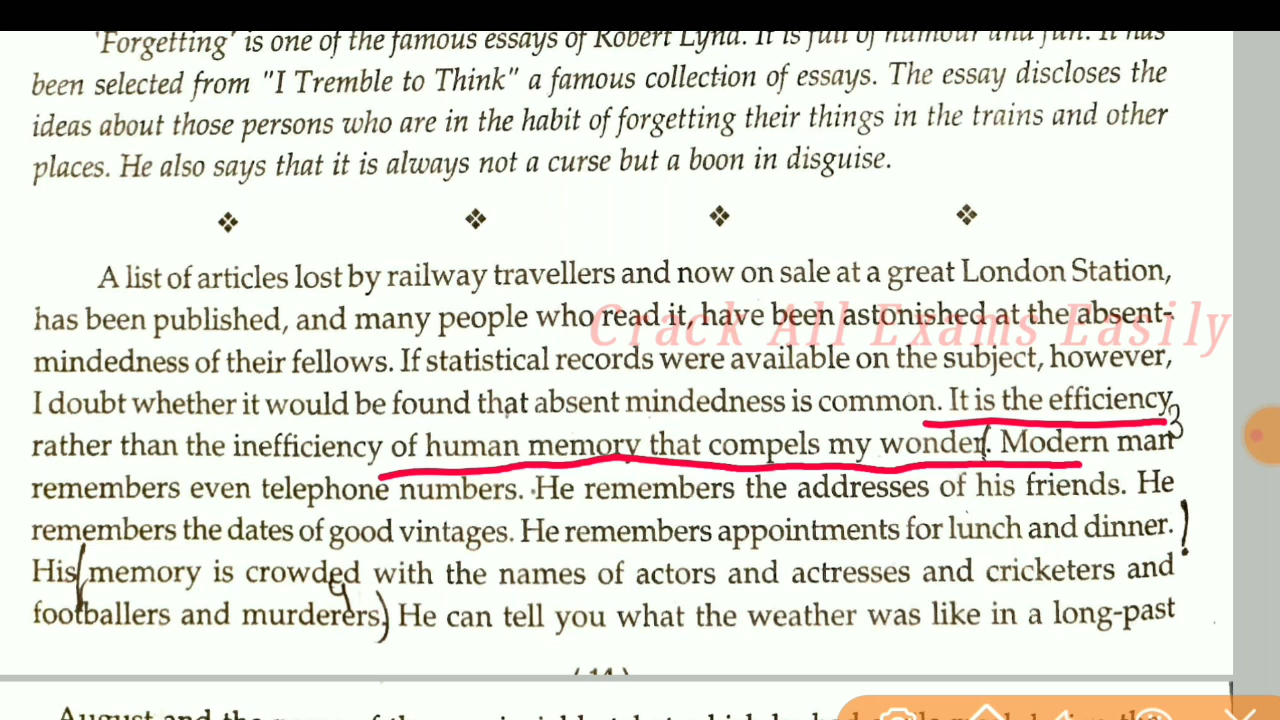 'Forgetting' is one of the famous essays of Robert Lynd. It is full of humour and fun. It has
been selected from "I Tremble to Think" a famous collection of essays. The essay discloses the
ideas about those persons who are in the habit of forgetting their things in the trains and other
places. He also says that it is always not a curse but a boon in disguise.
A list of articles lost by railway travellers and now on sale at a great London Station,
has been published, and many people who read it, have been astonished at the absent-
Crack All Exams Easily
mindedness of their fellows. If statistical records were available on the subject, however,
I doubt whether it would be found that absent mindedness is common. It is the efficiency
rather than the inefficiency of human memory that compels my wonder. Modern man
remembers even telephone numbers. He remembers the addresses of his friends. He
remembers the dates of good vintages. He remembers appointments for lunch and dinner.
His memory is crowded with the names of actors and actresses and cricketers and
footballers and murderers. He can tell you what the weather was like in a long-past
August and the